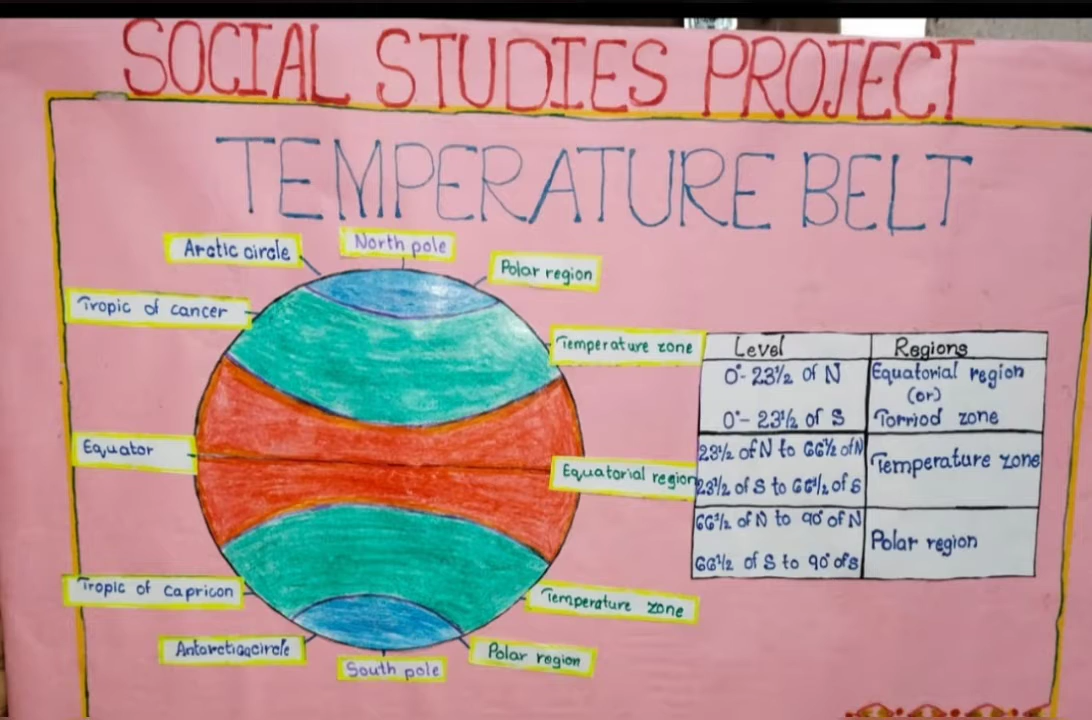 SOCIAL STUDIES PROJECT
TEMPERATURE BELT
North pole
Arctic circle
Polar region
Tropic of cancer
Temperature zone
Equator
Equatorial region
Tropic of Capricon
Temperature zone
Antarcticacircle
Polar region
South pole
Level Regions
0°- 23½ of N Equatorial region
(or)
0°- 23½ of S Torriod zone
23½ of N to 66½ of N Temperature zone
23½ of S to 66½ of S
66½ of N to 90° of N Polar region
66½ of S to 90° of S